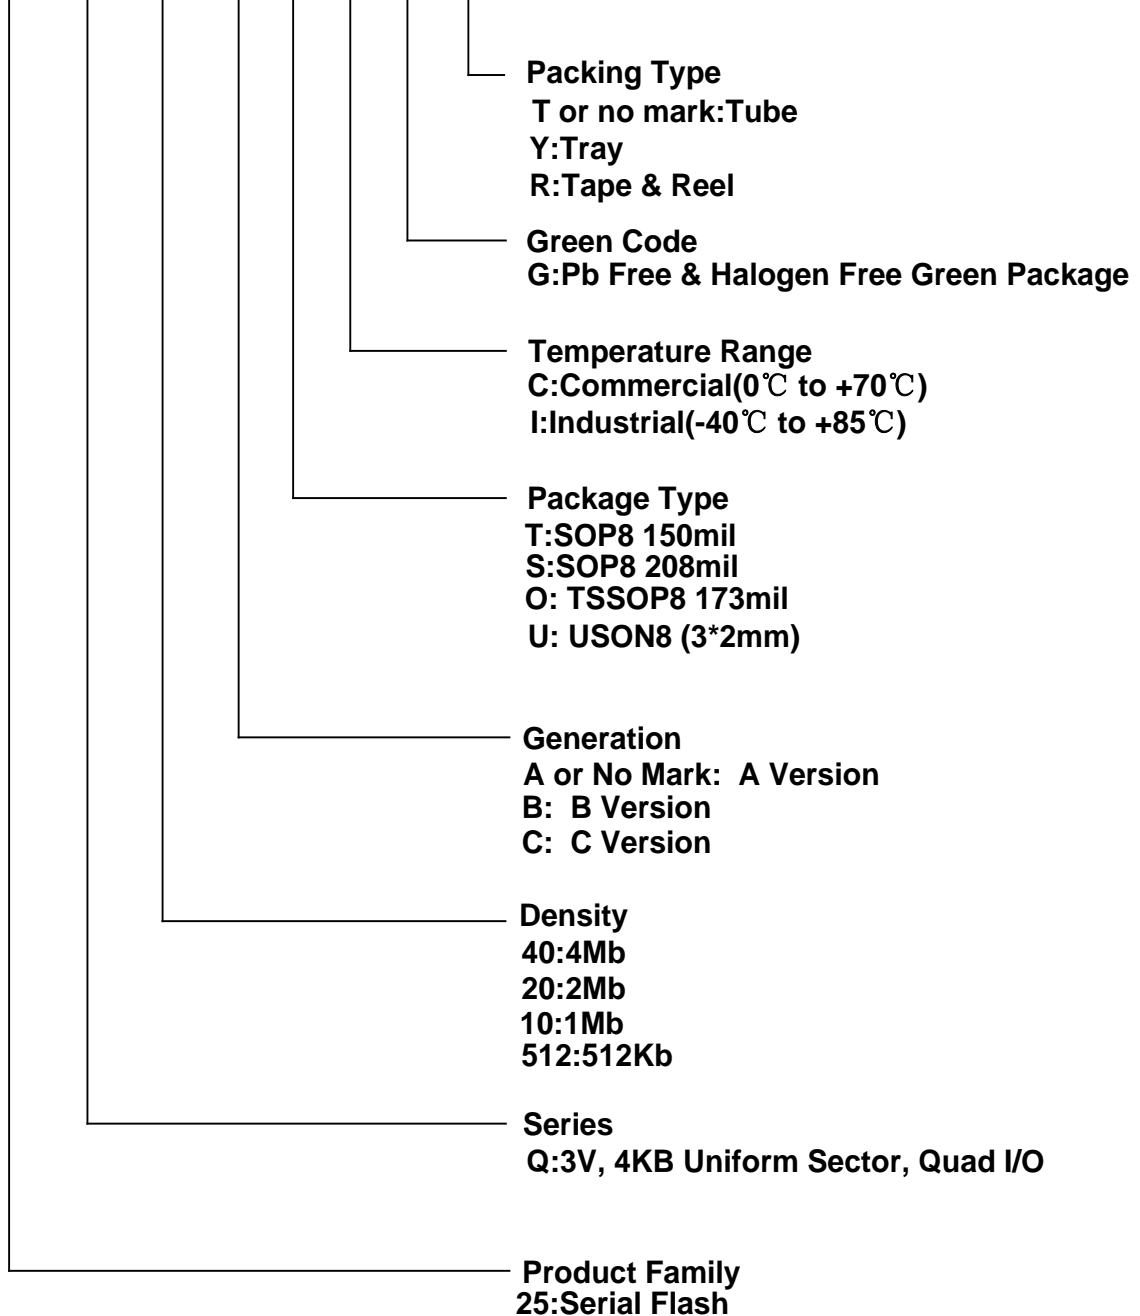 Packing Type
T or no mark:Tube
Y:Tray
R:Tape & Reel
Green Code
G:Pb Free & Halogen Free Green Package
Temperature Range
C:Commercial(0℃ to +70℃)
I:Industrial(-40℃ to +85℃)
Package Type
T:SOP8 150mil
S:SOP8 208mil
O: TSSOP8 173mil
U: USON8 (3*2mm)
Generation
A or No Mark: A Version
B: B Version
C: C Version
Density
40:4Mb
20:2Mb
10:1Mb
512:512Kb
Series
Q:3V, 4KB Uniform Sector, Quad I/O
Product Family
25:Serial Flash